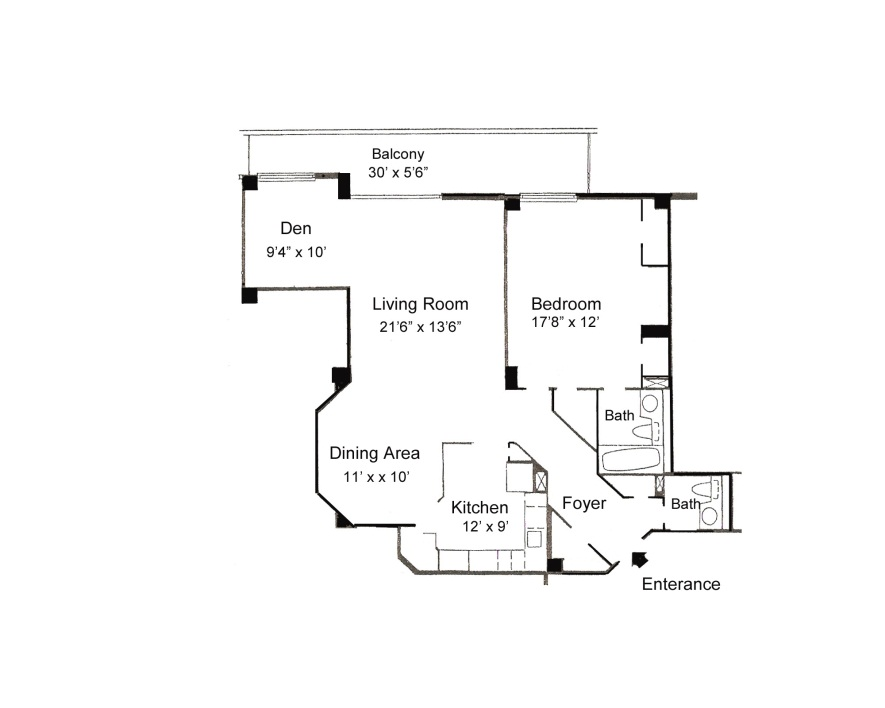 Balcony
30' x 5'6”
Den
9'4” x 10'
Living Room
21'6” x 13'6”
Bedroom
17'8” x 12'
Bath
Dining Area
11' x x 10'
Kitchen
12' x 9'
Foyer
Bath
Enterance